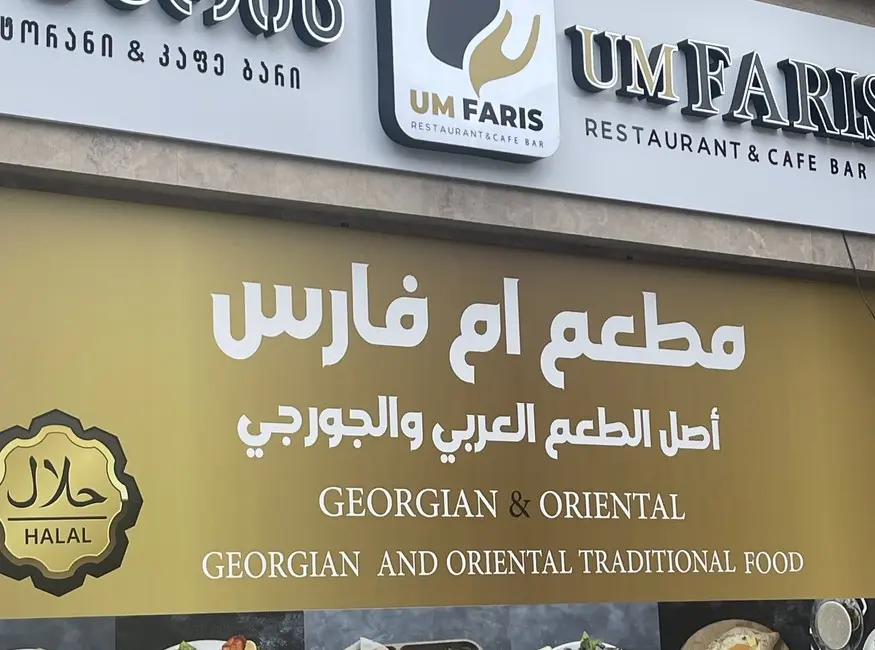 რესტორანი & კაფე ბარი
UM FARIS
RESTAURANT & CAFE BAR
UM FARIS
RESTAURANT & CAFE BAR
مطعم ام فارس
أصل الطعم العربي والجورجي
GEORGIAN & ORIENTAL
GEORGIAN AND ORIENTAL TRADITIONAL FOOD
حلال
HALAL